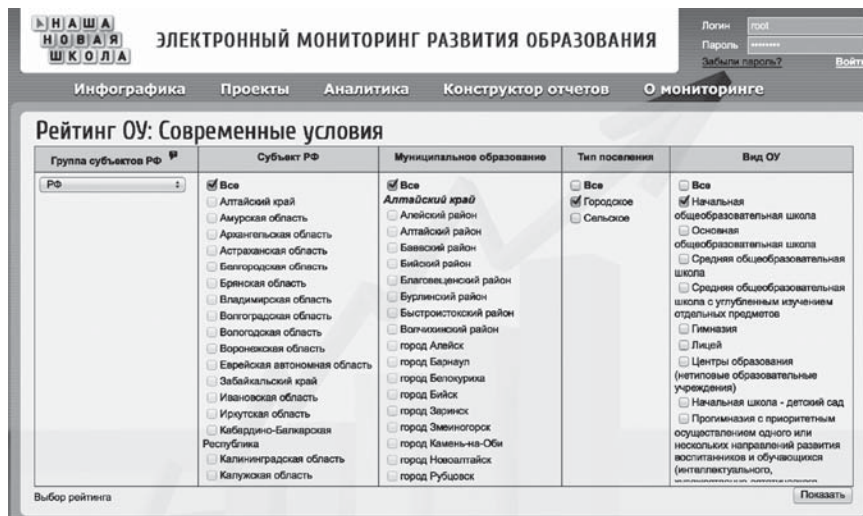 НАША
НОВАЯ
ШКОЛА
ЭЛЕКТРОННЫЙ МОНИТОРИНГ РАЗВИТИЯ ОБРАЗОВАНИЯ
Логин root
Пароль ••••••••
Забыли пароль? Войти
Инфографика Проекты Аналитика Конструктор отчетов О мониторинге
Рейтинг ОУ: Современные условия
Группа субъектов РФ
РФ
Субъект РФ
Все
Алтайский край
Амурская область
Архангельская область
Астраханская область
Белгородская область
Брянская область
Владимирская область
Волгоградская область
Вологодская область
Воронежская область
Еврейская автономная область
Забайкальский край
Ивановская область
Иркутская область
Кабардино-Балкарская
Республика
Калининградская область
Калужская область
Муниципальное образование
Все
Алтайский край
Алейский район
Алтайский район
Баевский район
Бийский район
Благовещенский район
Бурлинский район
Быстроистокский район
Волчихинский район
город Алейск
город Барнаул
город Белокуриха
город Бийск
город Заринск
город Змеиногорск
город Камень-на-Оби
город Новоалтайск
город Рубцовск
Тип поселения
Все
Городское
Сельское
Вид ОУ
Все
Начальная
общеобразовательная школа
Основная
общеобразовательная школа
Средняя общеобразовательная
школа
Средняя общеобразовательная
школа с углубленным изучением
отдельных предметов
Гимназия
Лицей
Центры образования
(нетиповые образовательные
учреждения)
Начальная школа - детский сад
Прогимназия с приоритетным
осуществлением одного или
нескольких направлений развития
воспитанников и обучающихся
(интеллектуального,
Выбор рейтинга
Показать